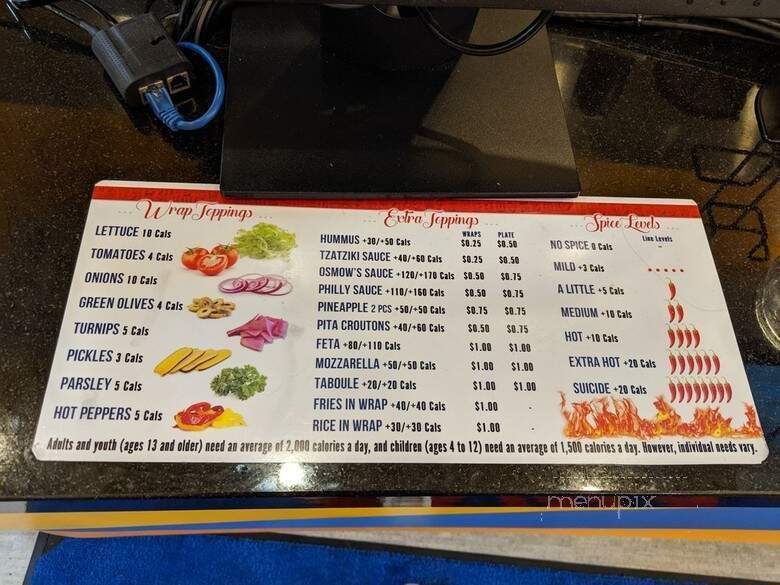 Wrap Toppings
LETTUCE 10 Cals
TOMATOES 4 Cals
ONIONS 10 Cals
GREEN OLIVES 4 Cals
TURNIPS 5 Cals
PICKLES 3 Cals
PARSLEY 5 Cals
HOT PEPPERS 5 Cals
Extra Toppings
WRAPS PLATE
HUMMUS +30/+50 Cals $0.25 $0.50
TZATZIKI SAUCE +40/+60 Cals $0.25 $0.50
OSMOW'S SAUCE +120/+170 Cals $0.50 $0.75
PHILLY SAUCE +110/+160 Cals $0.50 $0.75
PINEAPPLE 2 PCS +50/+50 Cals $0.75 $0.75
PITA CROUTONS +40/+60 Cals $0.50 $0.75
FETA +80/+110 Cals $1.00 $1.00
MOZZARELLA +50/+50 Cals $1.00 $1.00
TABOULE +20/+20 Cals $1.00 $1.00
FRIES IN WRAP +40/+40 Cals $1.00 -
RICE IN WRAP +30/+30 Cals $1.00 -
Spice Levels
Line Levels
NO SPICE 0 Cals
MILD +3 Cals
A LITTLE +5 Cals
MEDIUM +10 Cals
HOT +10 Cals
EXTRA HOT +20 Cals
SUICIDE +20 Cals
Adults and youth (ages 13 and older) need an average of 2,000 calories a day, and children (ages 4 to 12) need an average of 1,500 calories a day. However, individual needs vary.
menupix